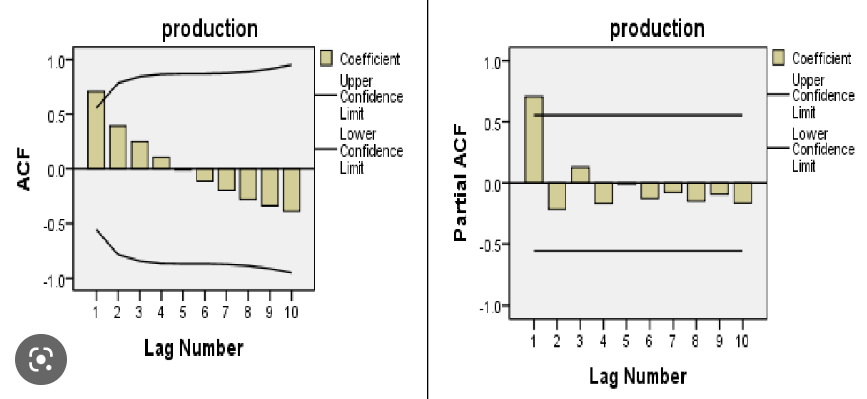 production
ACF
1.0
0.5
0.0
-0.5
-1.0
1 2 3 4 5 6 7 8 9 10
Lag Number
Coefficient
Upper
Confidence
Limit
Lower
Confidence
Limit
production
Partial ACF
1.0
0.5
0.0
-0.5
-1.0
1 2 3 4 5 6 7 8 9 10
Lag Number
Coefficient
Upper
Confidence
Limit
Lower
Confidence
Limit